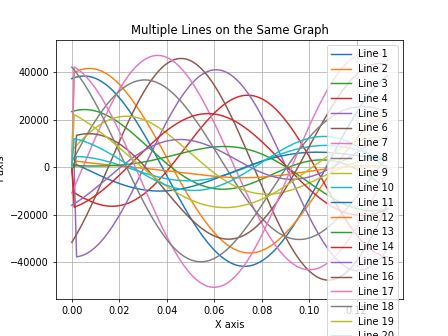 Multiple Lines on the Same Graph
40000
20000
0
−20000
−40000
0.00
0.02
0.04
0.06
0.08
0.10
X axis
Line 1
Line 2
Line 3
Line 4
Line 5
Line 6
Line 7
Line 8
Line 9
Line 10
Line 11
Line 12
Line 13
Line 14
Line 15
Line 16
Line 17
Line 18
Line 19
Line 20